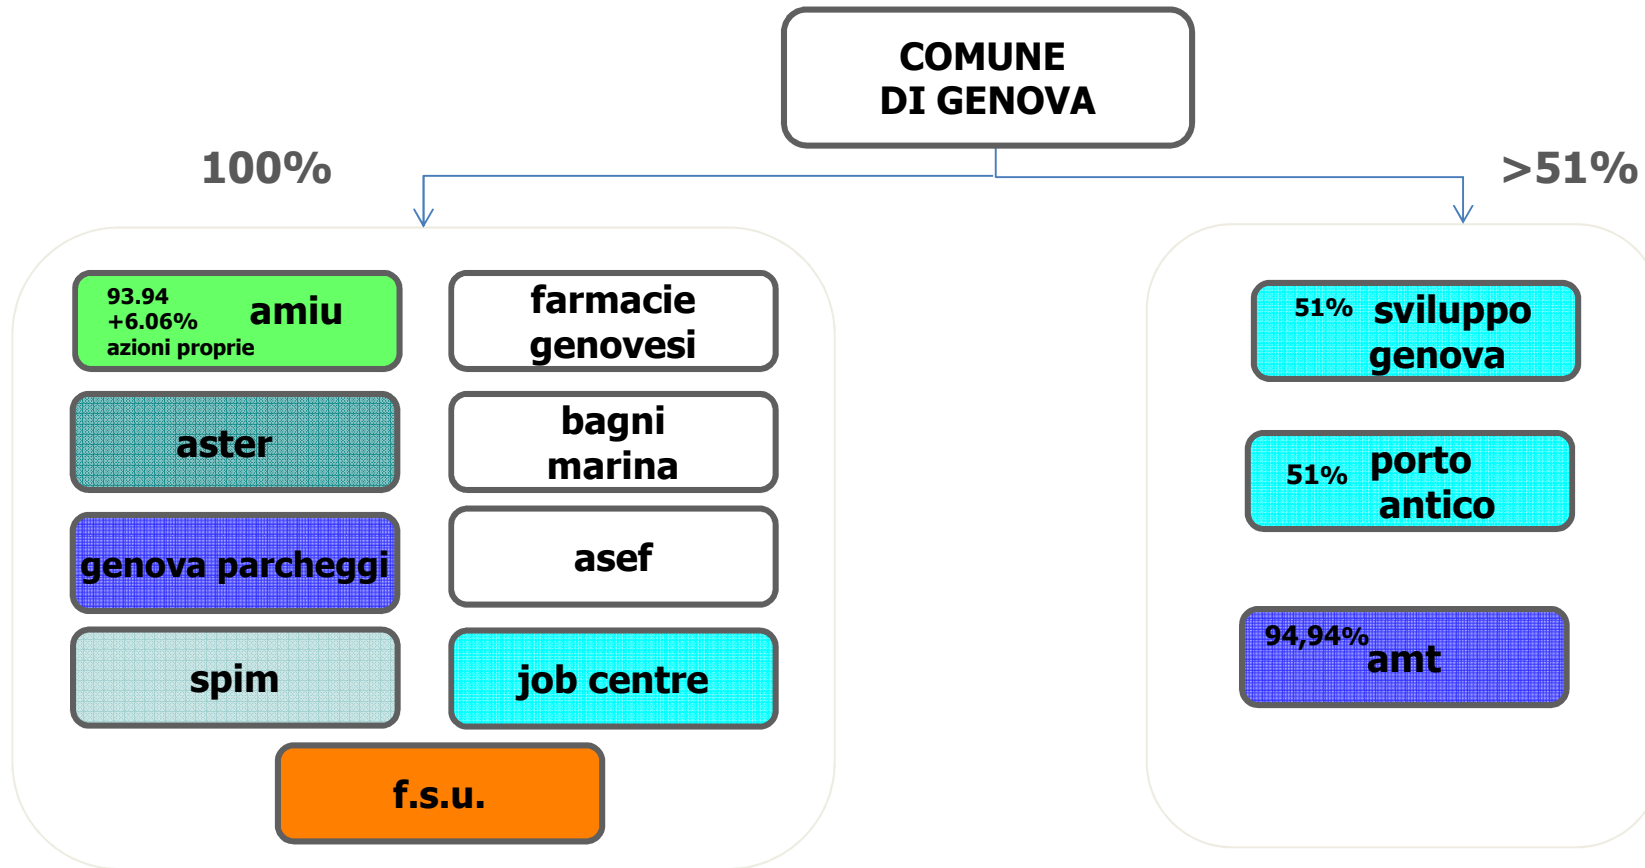 COMUNE
DI GENOVA
100%
>51%
93.94
+6.06%
azioni proprie
amiu
farmacie
genovesi
aster
bagni
marina
genova parcheggi
asef
spim
job centre
f.s.u.
51% sviluppo
genova
51% porto
antico
94,94%
amt